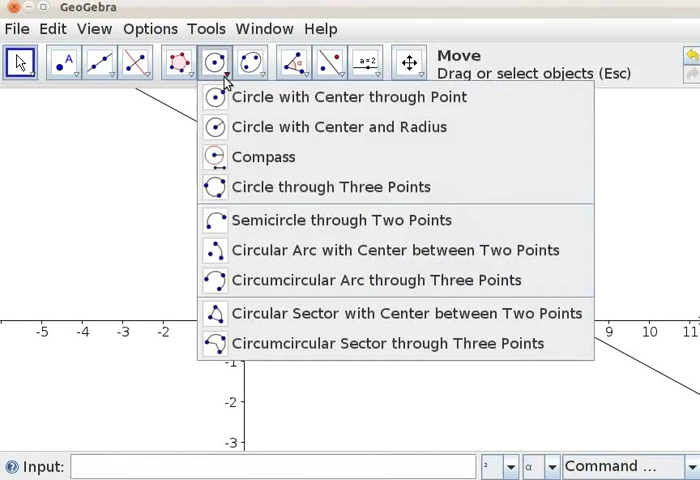 GeoGebra
File Edit View Options Tools Window Help
A
α
a=2
Move
Drag or select objects (Esc)
Circle with Center through Point
Circle with Center and Radius
Compass
Circle through Three Points
Semicircle through Two Points
Circular Arc with Center between Two Points
Circumcircular Arc through Three Points
Circular Sector with Center between Two Points
Circumcircular Sector through Three Points
-5 -4 -3 -2 9 10 11
-1
-2
-3
Input: ² α Command ...